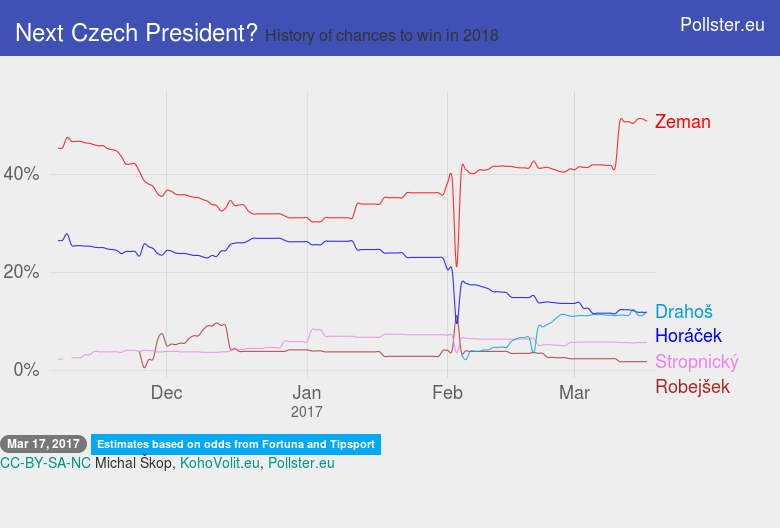 Next Czech President? History of chances to win in 2018
Pollster.eu
Zeman
40%
20%
Drahoš
Horáček
Stropnický
0%
Robejšek
Dec Jan Feb Mar
2017
Mar 17, 2017 Estimates based on odds from Fortuna and Tipsport
CC-BY-SA-NC Michal Škop, KohoVolit.eu, Pollster.eu